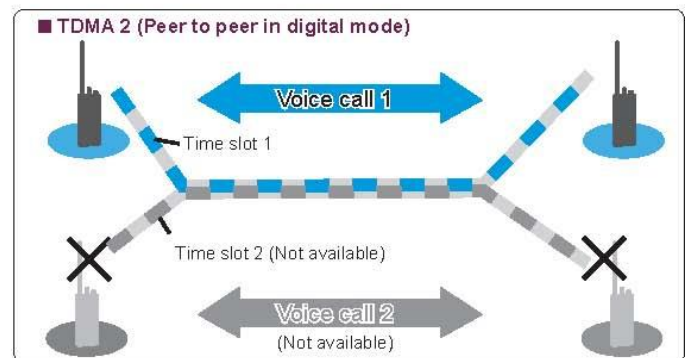 ■ TDMA 2 (Peer to peer in digital mode)
Voice call 1
Time slot 1
Time slot 2 (Not available)
Voice call 2
(Not available)